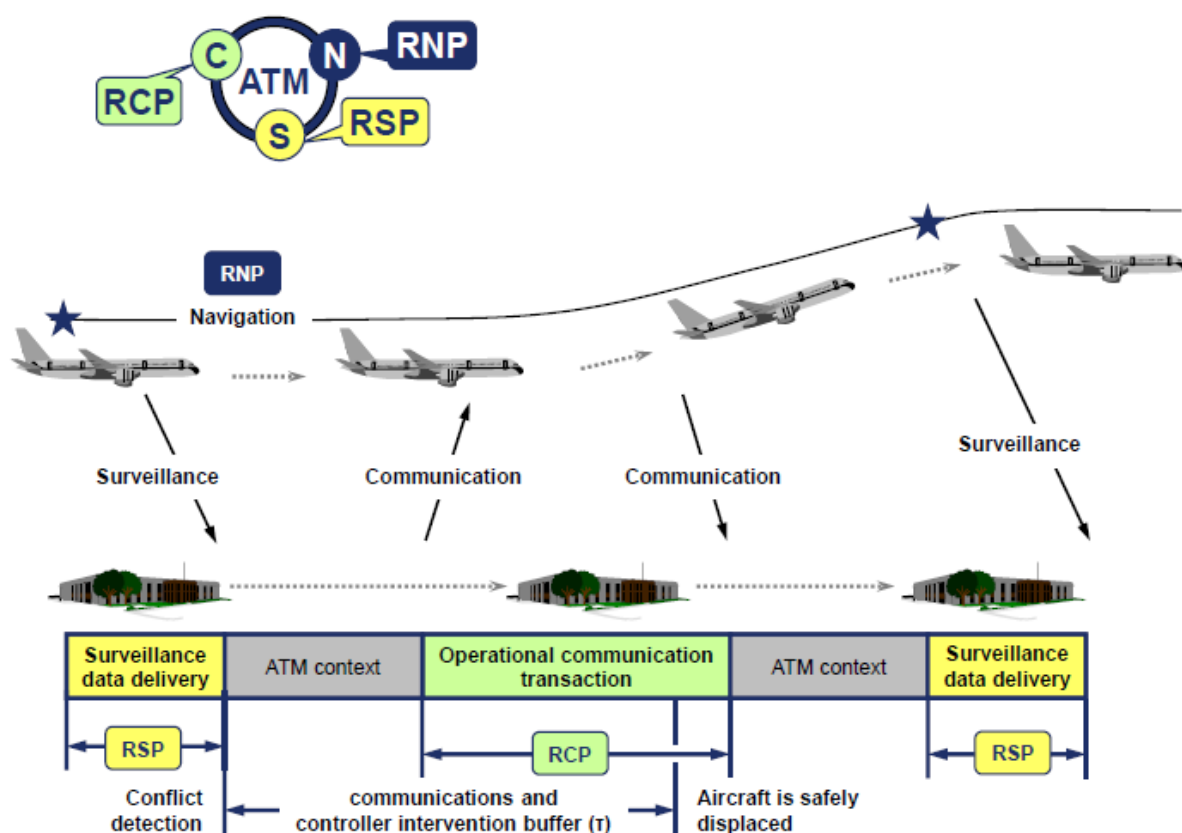 C
N
RNP
ATM
RCP
S
RSP
RNP
Navigation
Surveillance
Communication
Communication
Surveillance
Surveillance
data delivery
ATM context
Operational communication
transaction
ATM context
Surveillance
data delivery
RSP
RCP
RSP
Conflict
detection
communications and
controller intervention buffer (τ)
Aircraft is safely
displaced